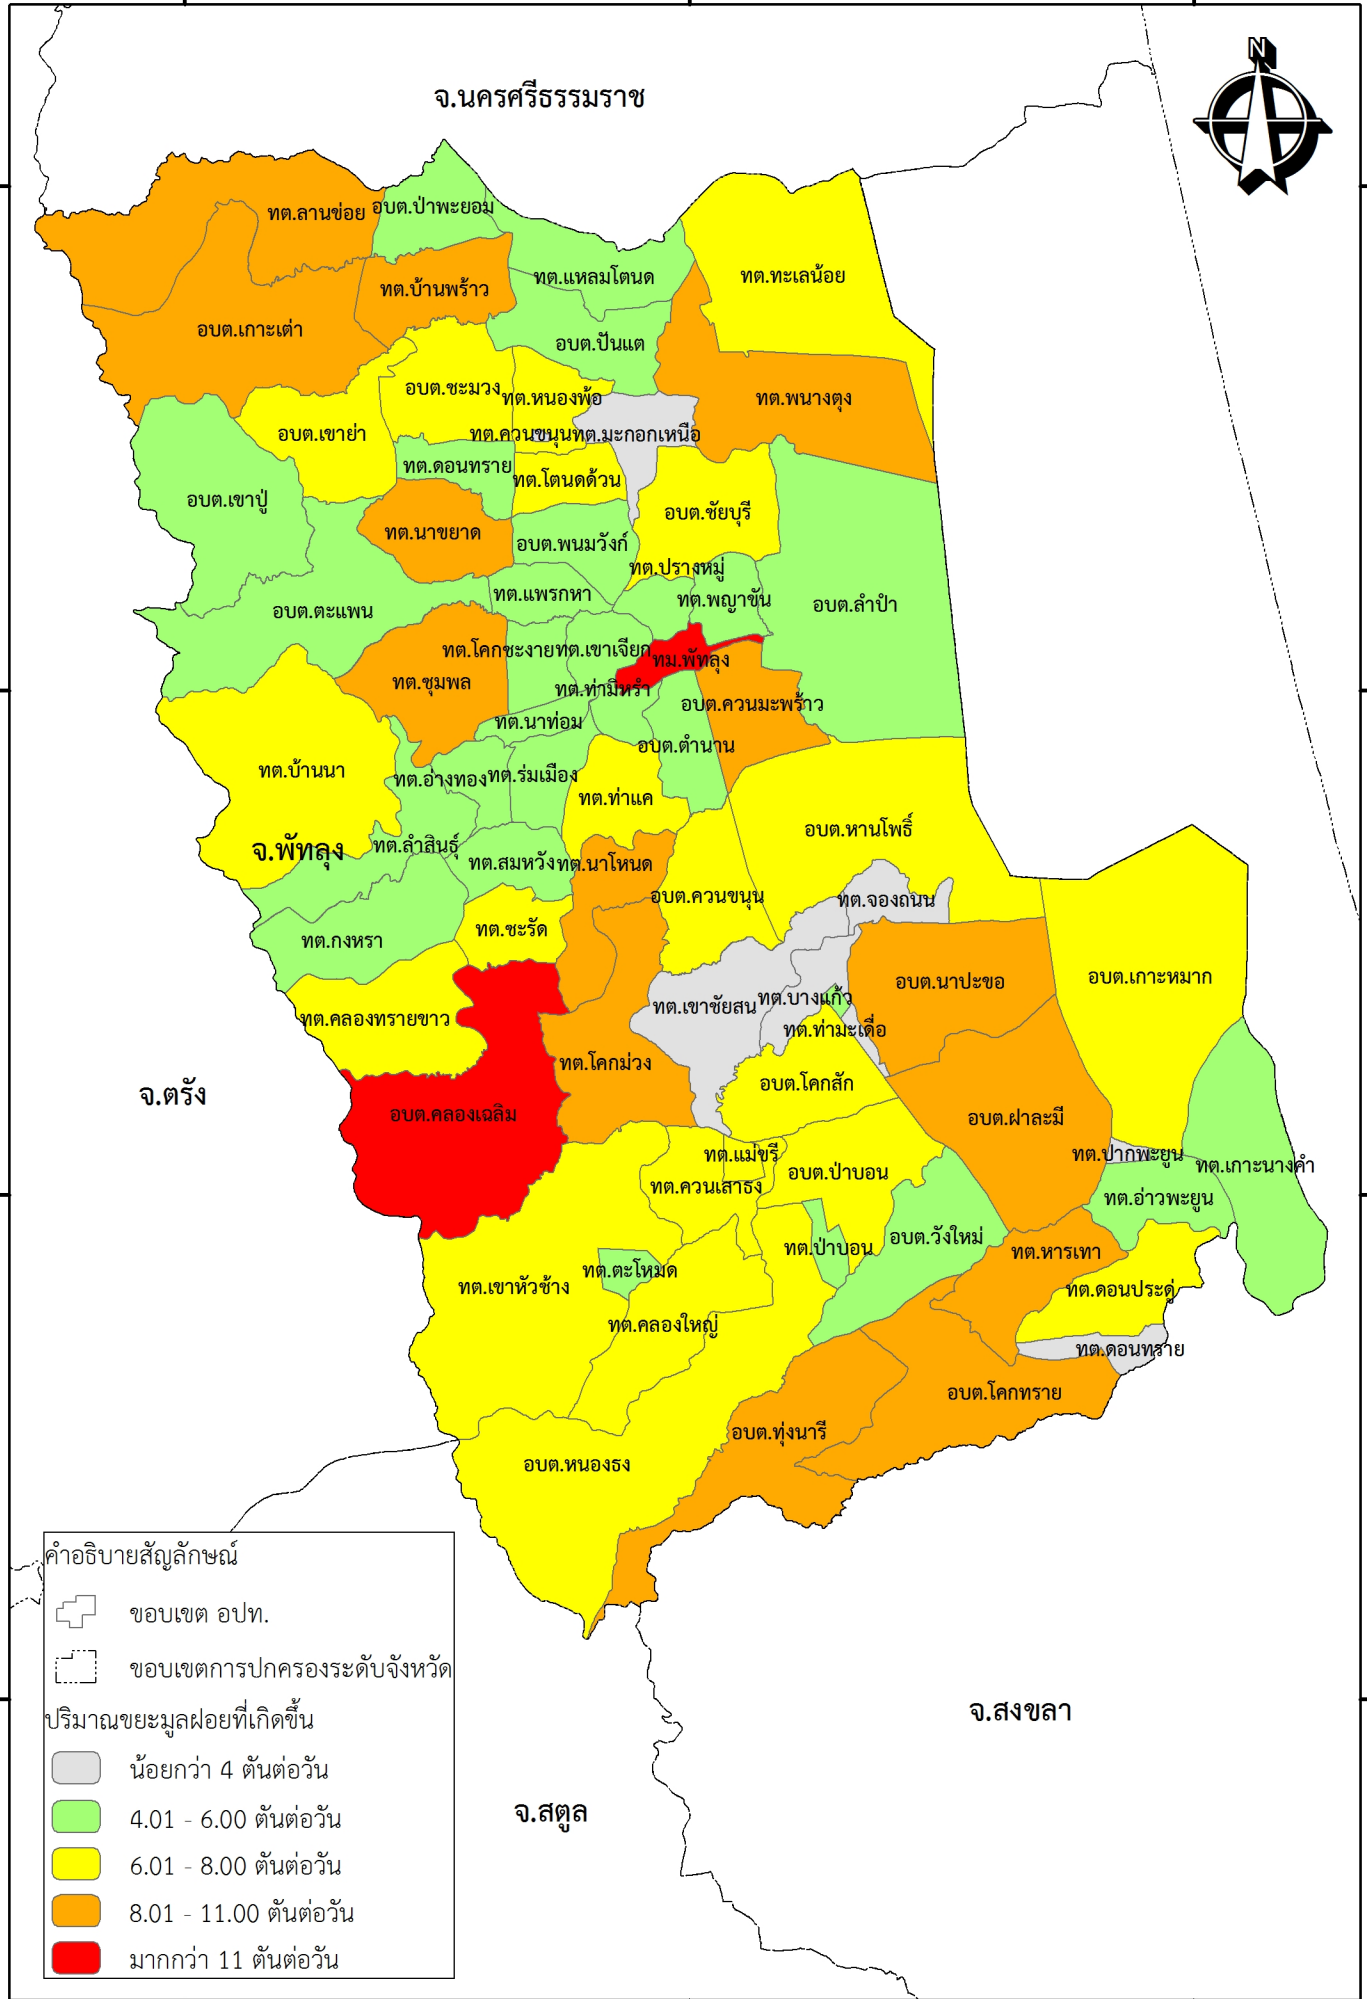 N
จ.นครศรีธรรมราช
ทต.ลานข่อย
อบต.ป่าพะยอม
ทต.บ้านพร้าว
ทต.แหลมโตนด
ทต.ทะเลน้อย
อบต.เกาะเต่า
อบต.ปันแต
อบต.ชะมวง
ทต.หนองพ้อ
ทต.พนางตุง
อบต.เขาย่า
ทต.ควนขนุน
ทต.มะกอกเหนือ
ทต.ดอนทราย
ทต.โตนดด้วน
อบต.เขาปู่
อบต.ชัยบุรี
ทต.นาขยาด
อบต.พนมวังก์
ทต.ปรางหมู่
ทต.แพรกหา
ทต.พญาขัน
อบต.ลำปำ
อบต.ตะแพน
ทต.โคกชะงาย
ทต.เขาเจียก
ทม.พัทลุง
ทต.ชุมพล
ทต.ท่ามิหรำ
อบต.ควนมะพร้าว
ทต.นาท่อม
อบต.ตำนาน
ทต.บ้านนา
ทต.อ่างทอง
ทต.ร่มเมือง
ทต.ท่าแค
อบต.หานโพธิ์
จ.พัทลุง
ทต.ลำสินธุ์
ทต.สมหวัง
ทต.นาโหนด
อบต.ควนขนุน
ทต.จองถนน
ทต.กงหรา
ทต.ชะรัด
อบต.นาปะขอ
อบต.เกาะหมาก
ทต.คลองทรายขาว
ทต.เขาชัยสน
ทต.บางแก้ว
ทต.ท่ามะเดื่อ
ทต.โคกม่วง
อบต.โคกสัก
จ.ตรัง
อบต.คลองเฉลิม
อบต.ฝาละมี
ทต.แม่ขรี
ทต.ปากพะยูน
ทต.เกาะนางคำ
ทต.ควนเสาธง
อบต.ป่าบอน
ทต.อ่าวพะยูน
ทต.ป่าบอน
อบต.วังใหม่
ทต.หารเทา
ทต.เขาหัวช้าง
ทต.ตะโหมด
ทต.ดอนประดู่
ทต.คลองใหญ่
ทต.ดอนทราย
อบต.โคกทราย
อบต.ทุ่งนารี
อบต.หนองธง
คำอธิบายสัญลักษณ์
ขอบเขต อปท.
ขอบเขตการปกครองระดับจังหวัด
ปริมาณขยะมูลฝอยที่เกิดขึ้น
น้อยกว่า 4 ตันต่อวัน
4.01 - 6.00 ตันต่อวัน
6.01 - 8.00 ตันต่อวัน
8.01 - 11.00 ตันต่อวัน
มากกว่า 11 ตันต่อวัน
จ.สงขลา
จ.สตูล